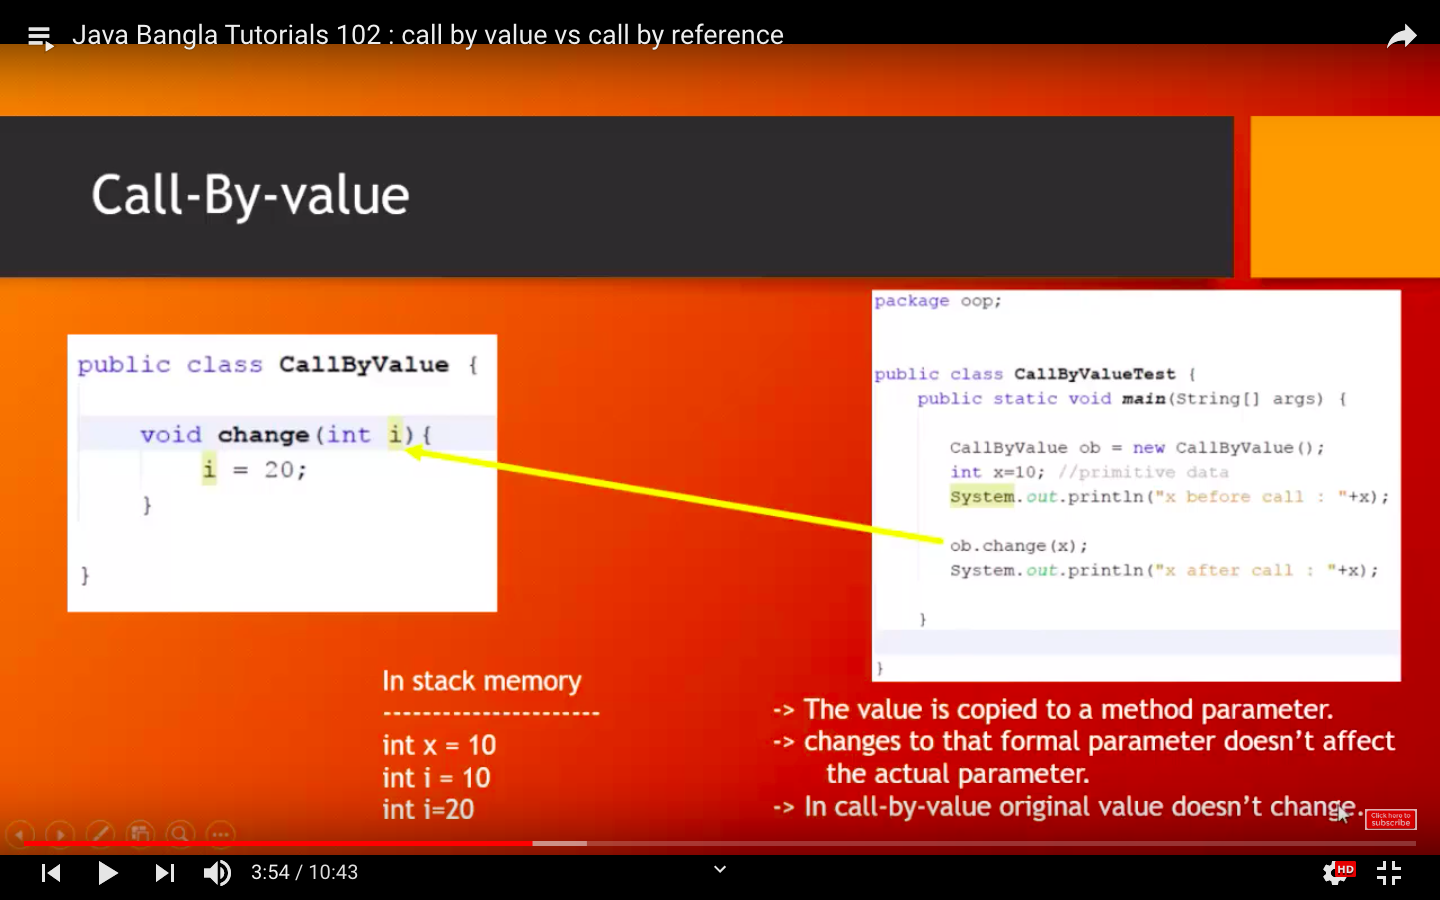 Java Bangla Tutorials 102 : call by value vs call by reference
Call-By-value
public class CallByValue {
void change(int i){
i = 20;
}
}
package oop;
public class CallByValueTest {
public static void main(String[] args) {
CallByValue ob = new CallByValue();
int x=10; //primitive data
System.out.println("x before call : "+x);
ob.change(x);
System.out.println("x after call : "+x);
}
}
In stack memory
----------------------
int x = 10
int i = 10
int i=20
-> The value is copied to a method parameter.
-> changes to that formal parameter doesn't affect
the actual parameter.
-> In call-by-value original value doesn't change.
Click here to
subscribe
3:54 / 10:43
HD